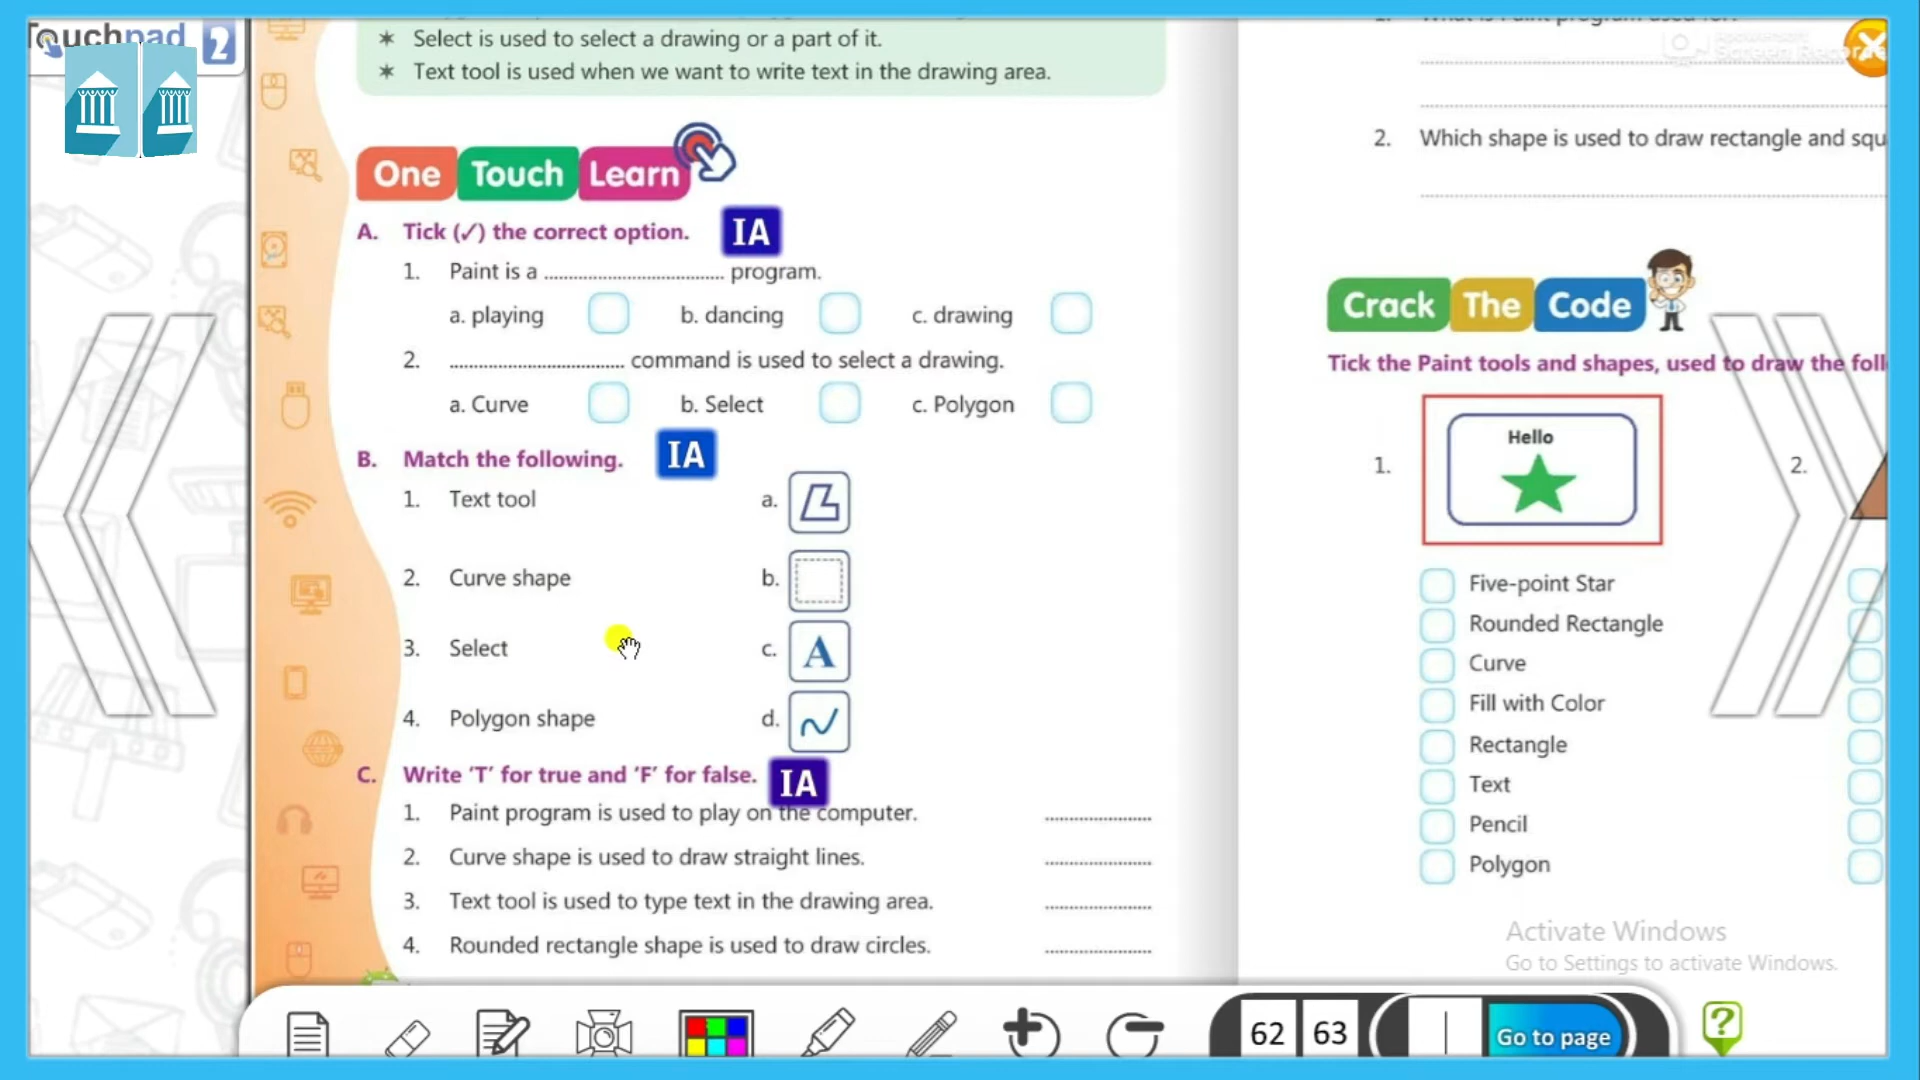 Touchpad 2
✶ Select is used to select a drawing or a part of it.
✶ Text tool is used when we want to write text in the drawing area.
One Touch Learn
A. Tick (✓) the correct option. IA
1. Paint is a .................................... program.
a. playing b. dancing c. drawing
2. ................................... command is used to select a drawing.
a. Curve b. Select c. Polygon
B. Match the following. IA
1. Text tool a.
2. Curve shape b.
3. Select c. A
4. Polygon shape d.
C. Write ‘T’ for true and ‘F’ for false. IA
1. Paint program is used to play on the computer. .....................
2. Curve shape is used to draw straight lines. .....................
3. Text tool is used to type text in the drawing area. .....................
4. Rounded rectangle shape is used to draw circles. .....................
2. Which shape is used to draw rectangle and squ
Crack The Code
Tick the Paint tools and shapes, used to draw the foll
1. Hello 2.
Five-point Star
Rounded Rectangle
Curve
Fill with Color
Rectangle
Text
Pencil
Polygon
Activate Windows
Go to Settings to activate Windows.
62 63 Go to page ?